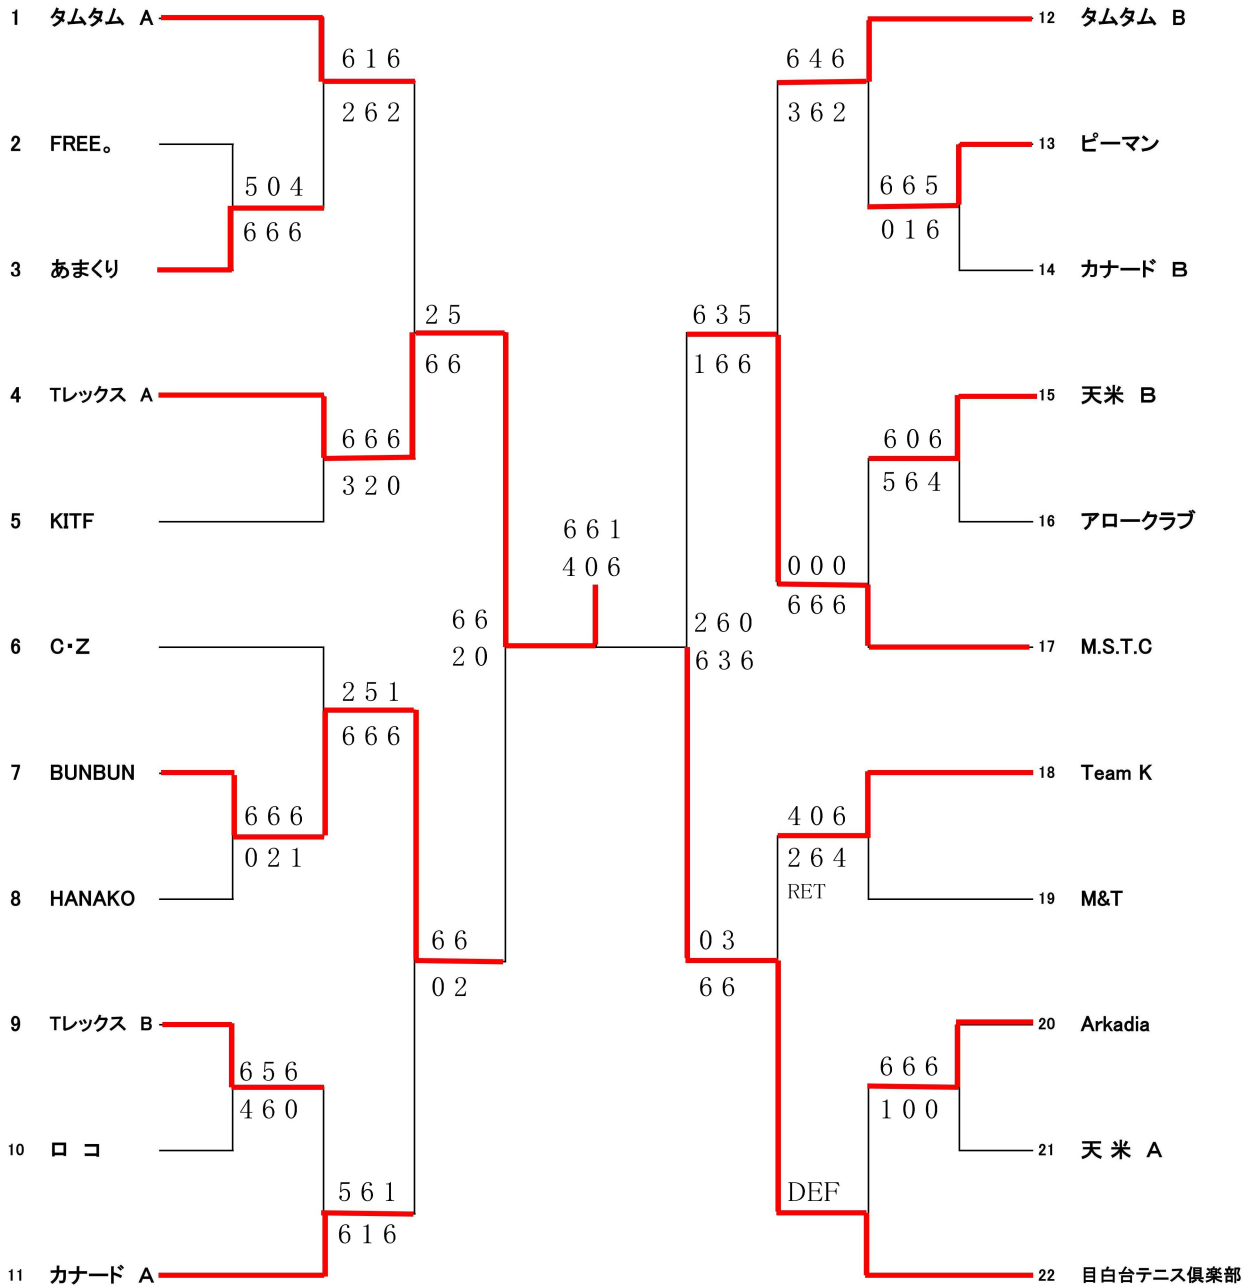 1 タムタム A
6 1 6
2 6 2
2 FREE。
5 0 4
6 6 6
3 あまくり
2 5
6 6
4 Tレックス A
6 6 6
3 2 0
5 KITF
6 6 1
4 0 6
6 6
2 0
6 C・Z
2 5 1
6 6 6
7 BUNBUN
6 6 6
0 2 1
8 HANAKO
6 6
0 2
9 Tレックス B
6 5 6
4 6 0
10 ロ コ
5 6 1
6 1 6
11 カナード A
12 タムタム B
6 4 6
3 6 2
13 ピーマン
6 6 5
0 1 6
14 カナード B
6 3 5
1 6 6
15 天米 B
6 0 6
5 6 4
16 アロークラブ
0 0 0
6 6 6
2 6 0
6 3 6
17 M.S.T.C
18 Team K
4 0 6
2 6 4
RET
19 M&T
0 3
6 6
20 Arkadia
6 6 6
1 0 0
21 天 米 A
DEF
22 目白台テニス倶楽部